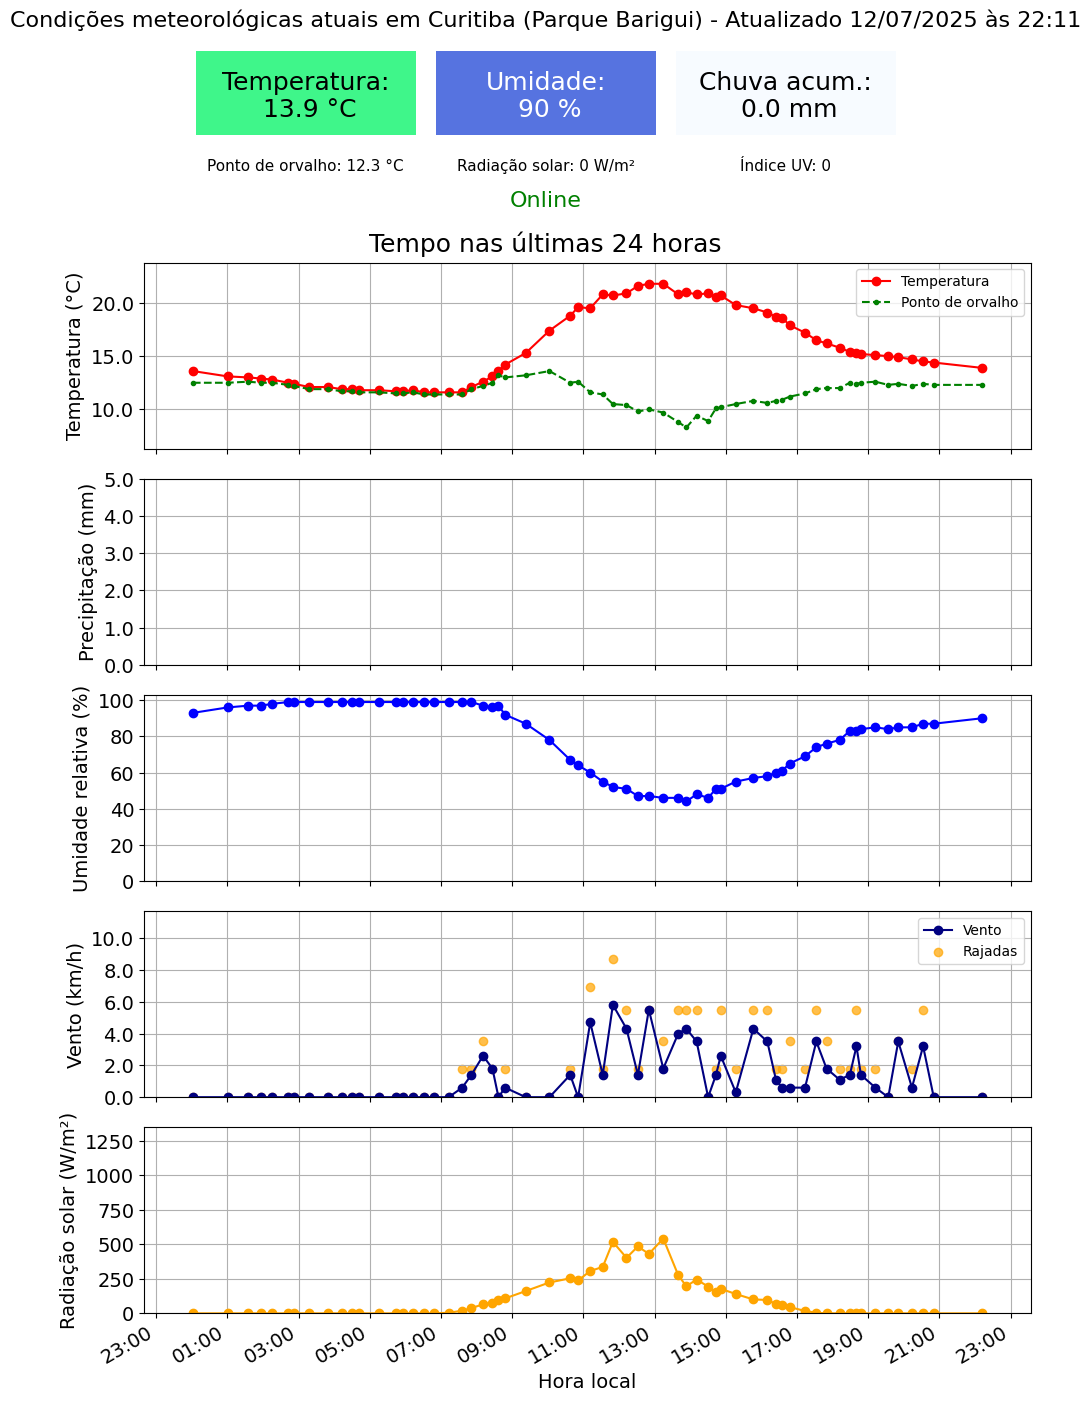 Condições meteorológicas atuais em Curitiba (Parque Barigui) - Atualizado 12/07/2025 às 22:11
Temperatura:
13.9 °C
Umidade:
90 %
Chuva acum.:
0.0 mm
Ponto de orvalho: 12.3 °C
Radiação solar: 0 W/m²
Índice UV: 0
Online
Tempo nas últimas 24 horas
Temperatura (°C)
20.0
15.0
10.0
Temperatura
Ponto de orvalho
Precipitação (mm)
5.0
4.0
3.0
2.0
1.0
0.0
Umidade relativa (%)
100
80
60
40
20
0
Vento (km/h)
10.0
8.0
6.0
4.0
2.0
0.0
Vento
Rajadas
Radiação solar (W/m²)
1250
1000
750
500
250
0
23:00
01:00
03:00
05:00
07:00
09:00
11:00
13:00
15:00
17:00
19:00
21:00
23:00
Hora local